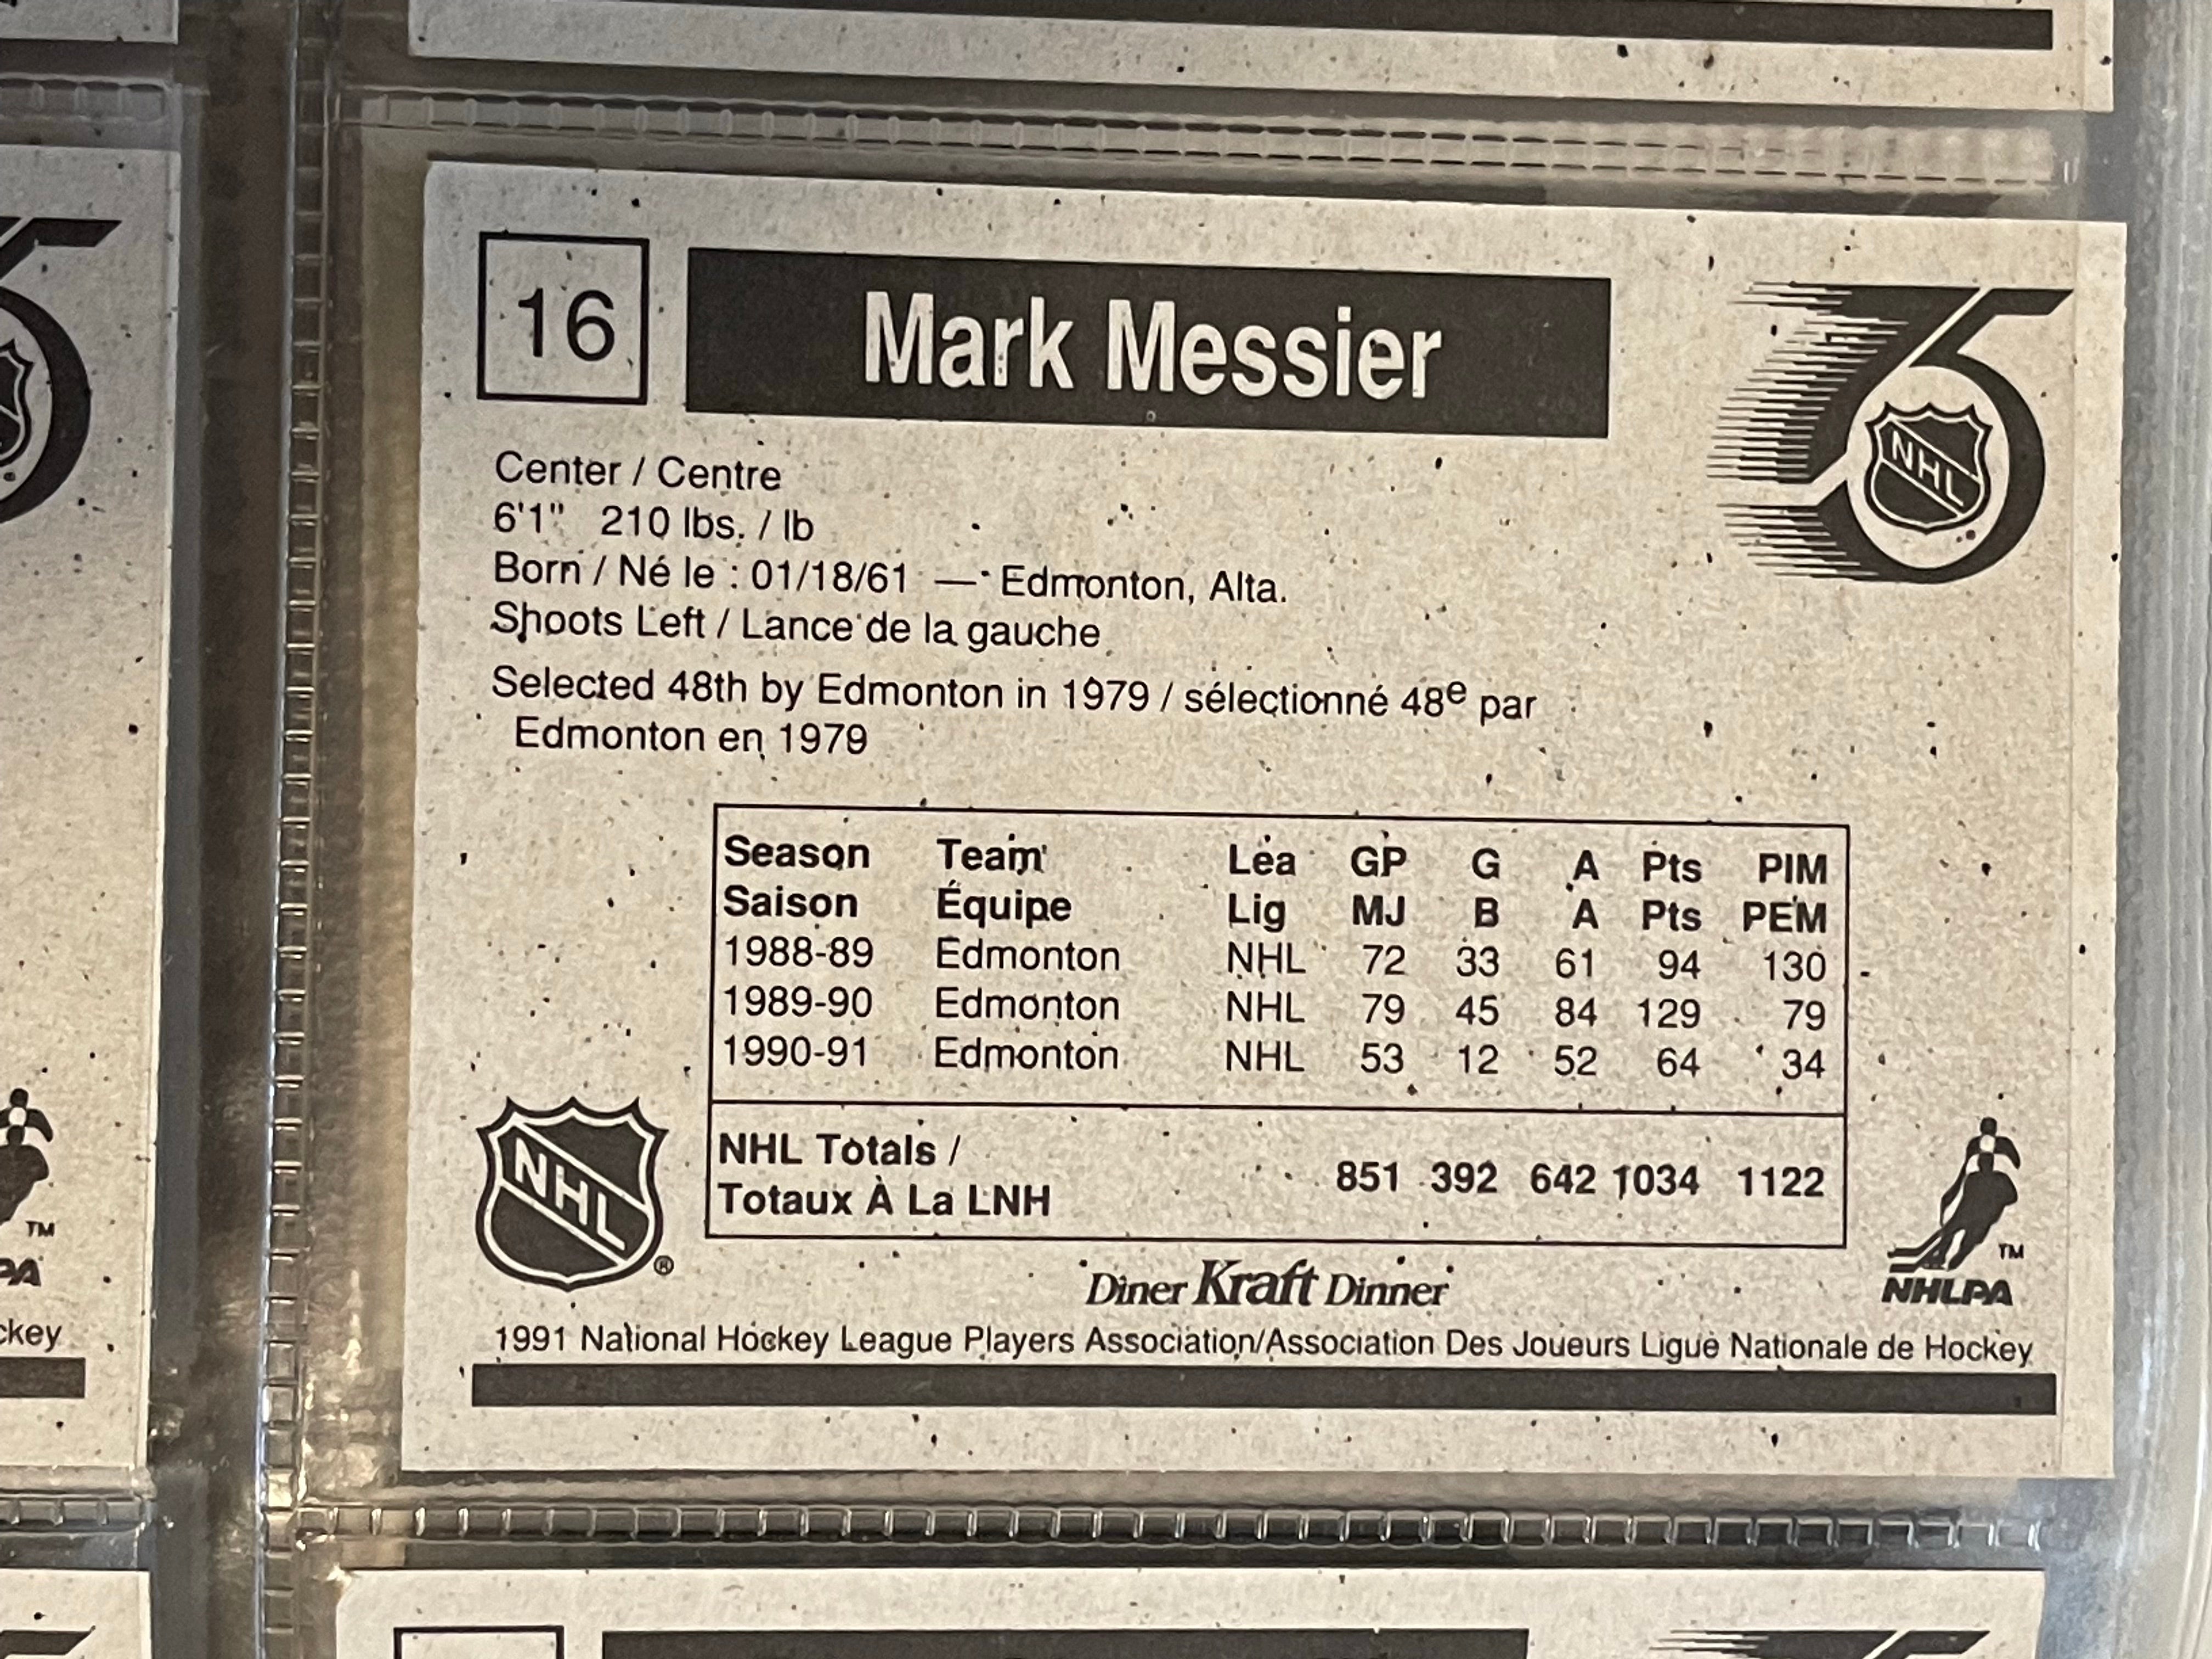 16
Mark Messier
75
NHL
Center / Centre
6'1" 210 lbs. / lb
Born / Né le : 01/18/61 — Edmonton, Alta.
Shoots Left / Lance de la gauche
Selected 48th by Edmonton in 1979 / sélectionné 48e par
Edmonton en 1979
Season Team Lea GP G A Pts PIM
Saison Équipe Lig MJ B A Pts PEM
1988-89 Edmonton NHL 72 33 61 94 130
1989-90 Edmonton NHL 79 45 84 129 79
1990-91 Edmonton NHL 53 12 52 64 34
NHL Totals /
Totaux À La LNH 851 392 642 1034 1122
NHL ®
TM
NHLPA
Dîner Kraft Dinner
1991 National Hockey League Players Association/Association Des Joueurs Ligue Nationale de Hockey
TM